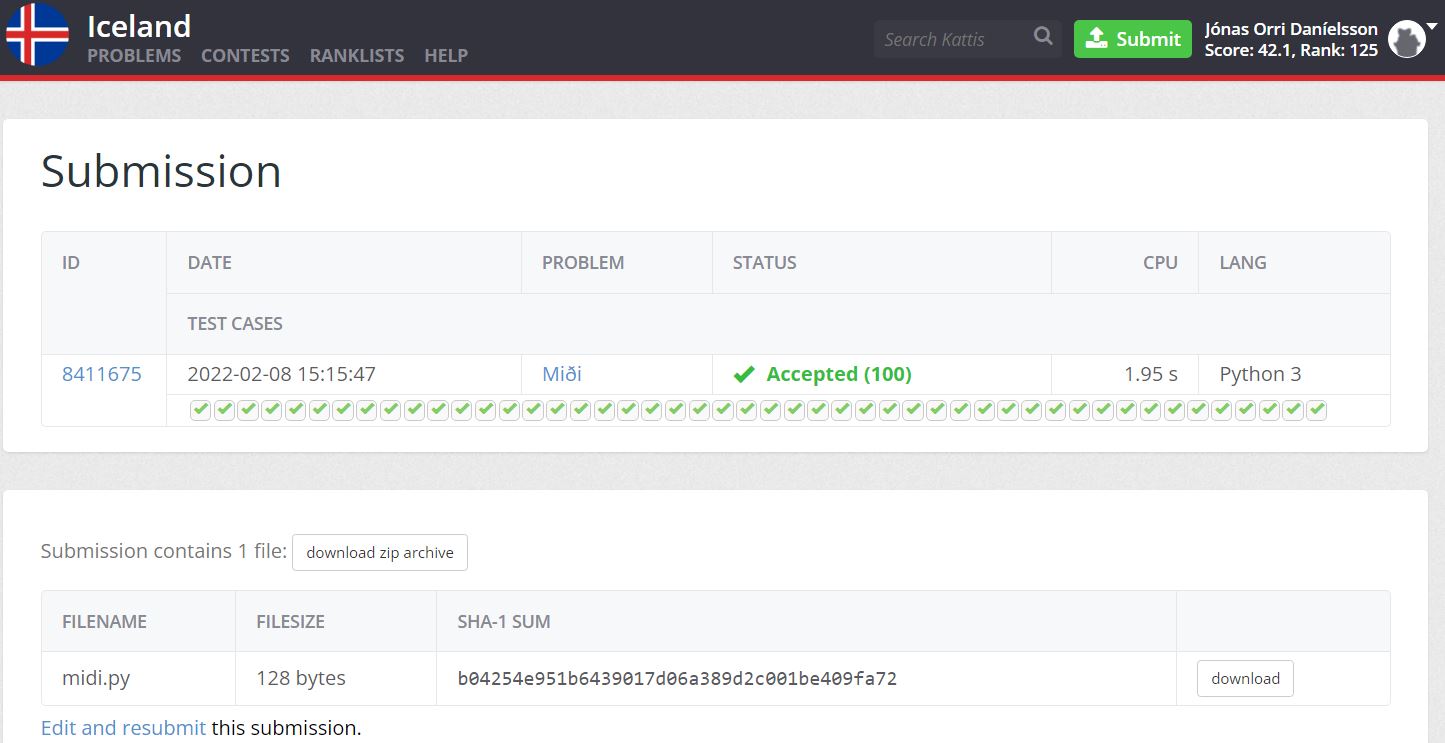 Iceland
PROBLEMS CONTESTS RANKLISTS HELP
Search Kattis
Submit
Jónas Orri Daníelsson
Score: 42.1, Rank: 125
Submission
ID DATE PROBLEM STATUS CPU LANG
TEST CASES
8411675 2022-02-08 15:15:47 Miði Accepted (100) 1.95 s Python 3
Submission contains 1 file: download zip archive
FILENAME FILESIZE SHA-1 SUM
midi.py 128 bytes b04254e951b6439017d06a389d2c001be409fa72 download
Edit and resubmit this submission.